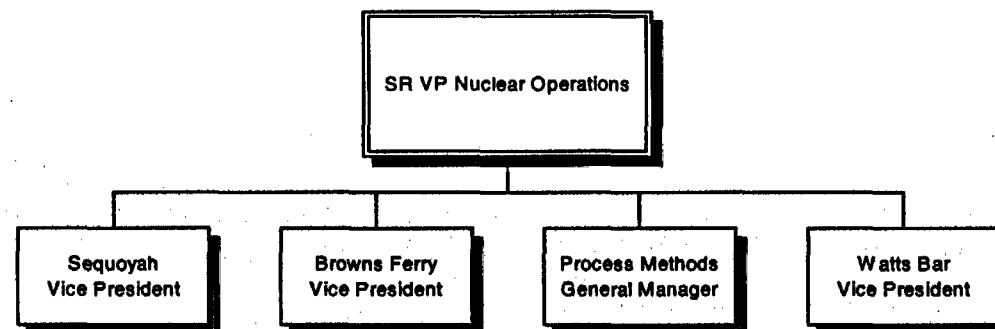 SR VP Nuclear Operations
Sequoyah
Vice President
Browns Ferry
Vice President
Process Methods
General Manager
Watts Bar
Vice President